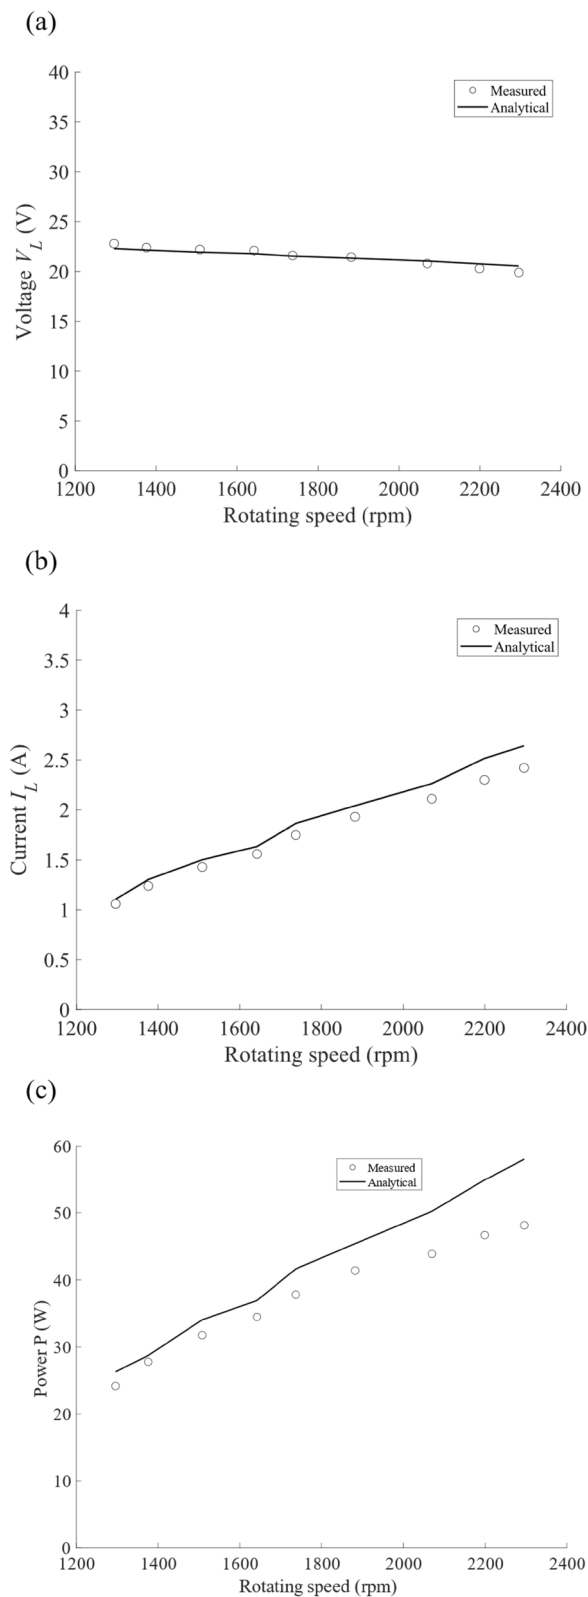 (a)
40
35
30
25
20
15
10
5
0
Voltage V_L (V)
Measured
Analytical
1200 1400 1600 1800 2000 2200 2400
Rotating speed (rpm)
(b)
4
3.5
3
2.5
2
1.5
1
0.5
0
Current I_L (A)
Measured
Analytical
1200 1400 1600 1800 2000 2200 2400
Rotating speed (rpm)
(c)
60
50
40
30
20
10
0
Power P (W)
Measured
Analytical
1200 1400 1600 1800 2000 2200 2400
Rotating speed (rpm)